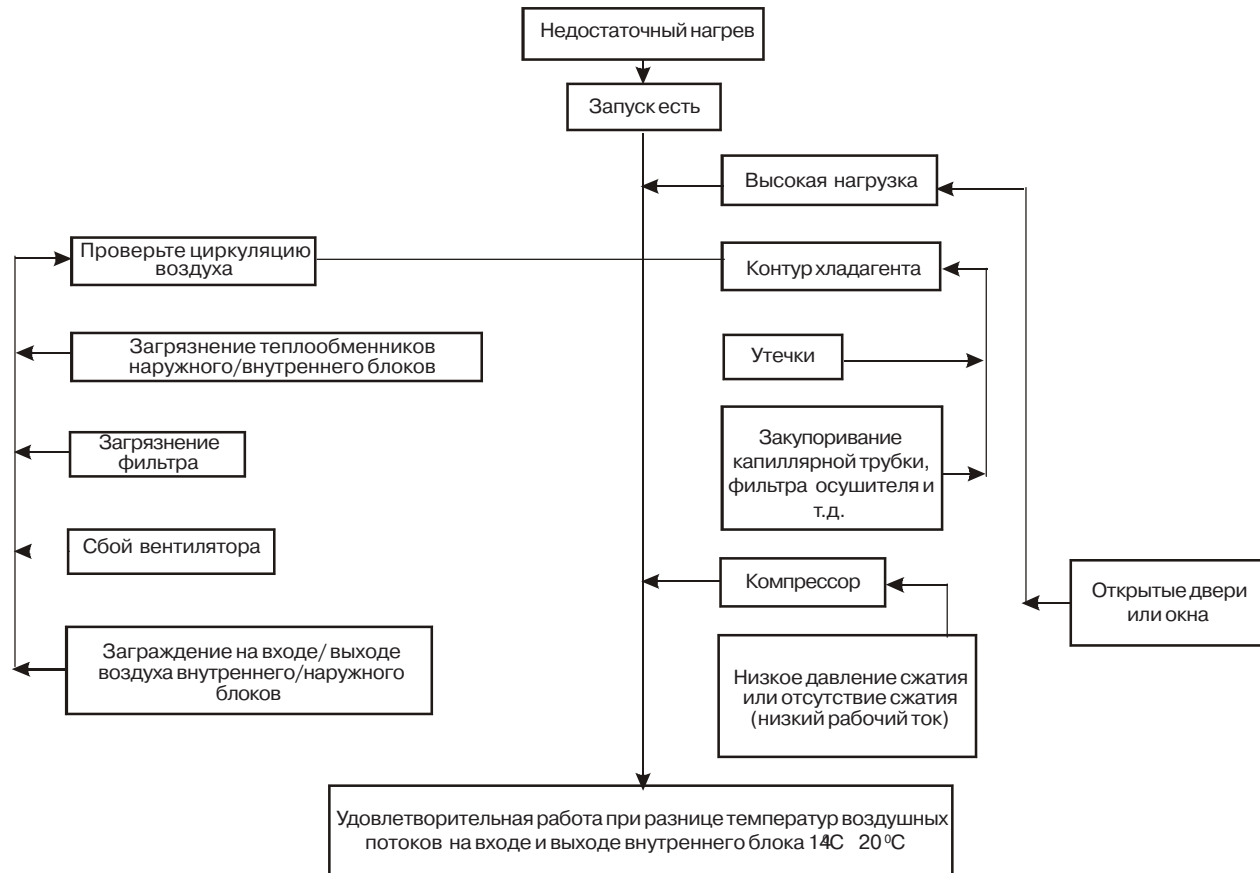 Недостаточный нагрев
Запуск есть
Высокая нагрузка
Проверьте циркуляцию
воздуха
Контур хладагента
Загрязнение теплообменников
наружного/внутреннего блоков
Утечки
Загрязнение
фильтра
Закупоривание
капиллярной трубки,
фильтра осушителя и
т.д.
Сбой вентилятора
Компрессор
Открытые двери
или окна
Заграждение на входе/ выходе
воздуха внутреннего/наружного
блоков
Низкое давление сжатия
или отсутствие сжатия
(низкий рабочий ток)
Удовлетворительная работа при разнице температур воздушных
потоков на входе и выходе внутреннего блока 14⁰C 20⁰C